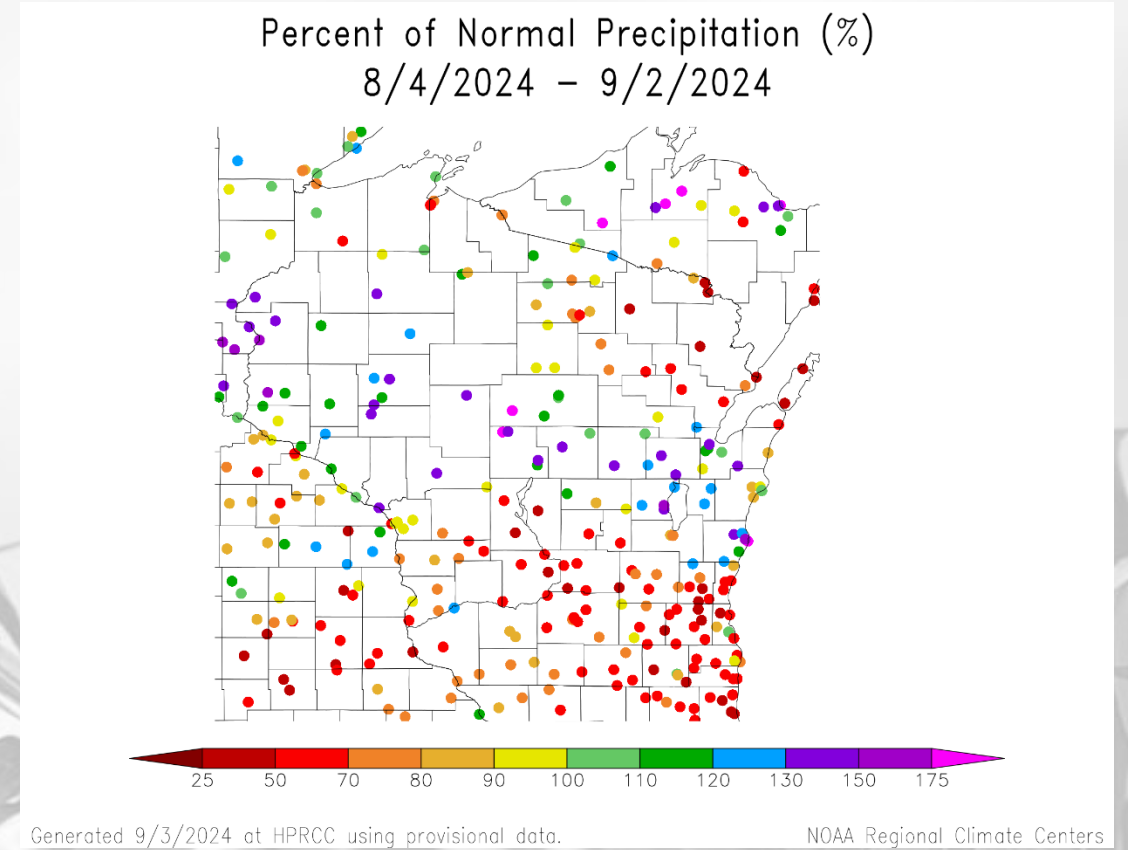 Percent of Normal Precipitation (%)
8/4/2024 – 9/2/2024
25 50 70 80 90 100 110 120 130 150 175
Generated 9/3/2024 at HPRCC using provisional data.
NOAA Regional Climate Centers